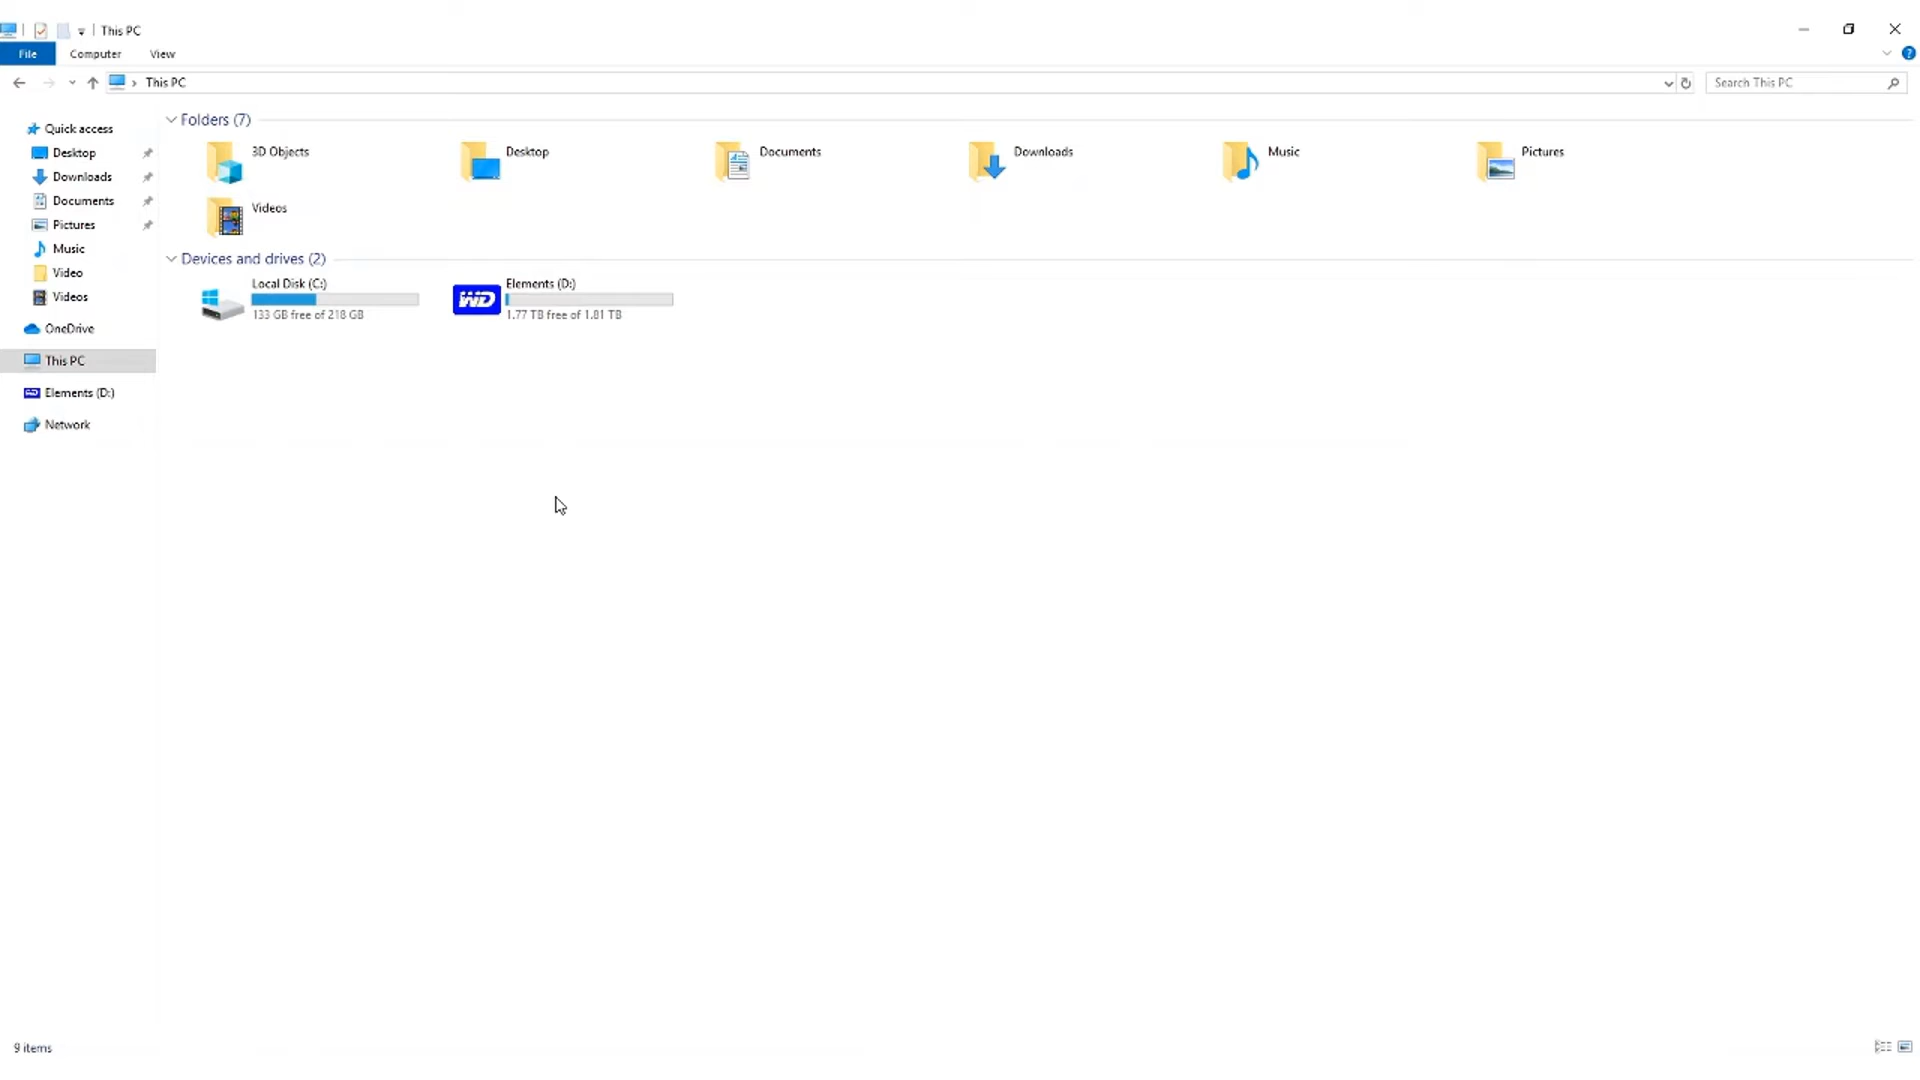 This PC
File Computer View
This PC
Search This PC
Quick access
Desktop
Downloads
Documents
Pictures
Music
Video
Videos
OneDrive
This PC
Elements (D:)
Network
Folders (7)
3D Objects
Desktop
Documents
Downloads
Music
Pictures
Videos
Devices and drives (2)
Local Disk (C:)
133 GB free of 218 GB
WD
Elements (D:)
1.77 TB free of 1.81 TB
9 items